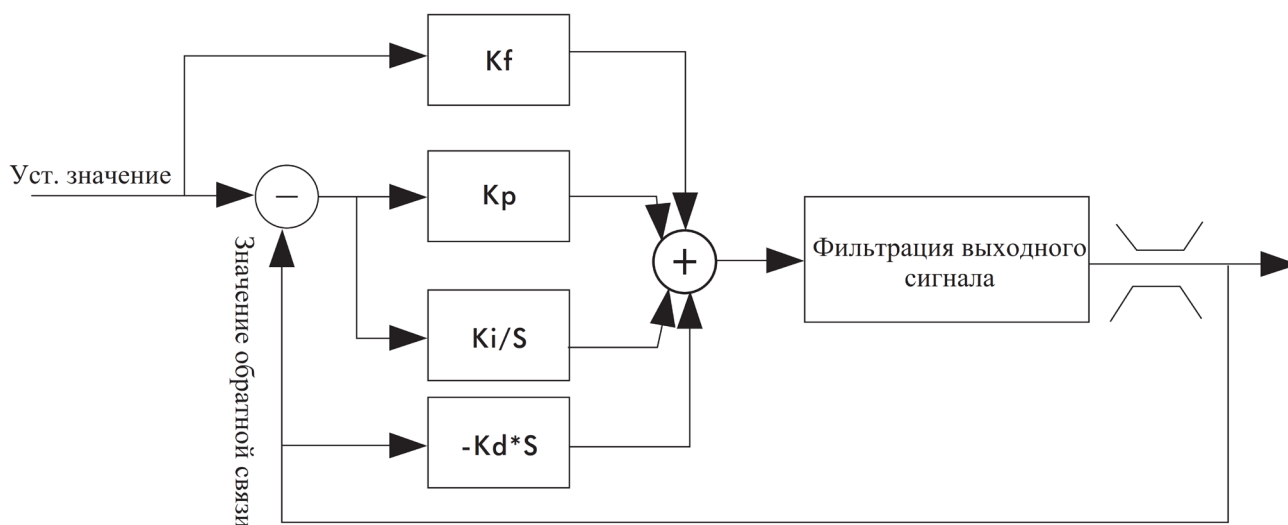 Kf
Уст. значение
−
Kp
+
Фильтрация выходного
сигнала
Значение обратной связи
Ki/S
-Kd*S